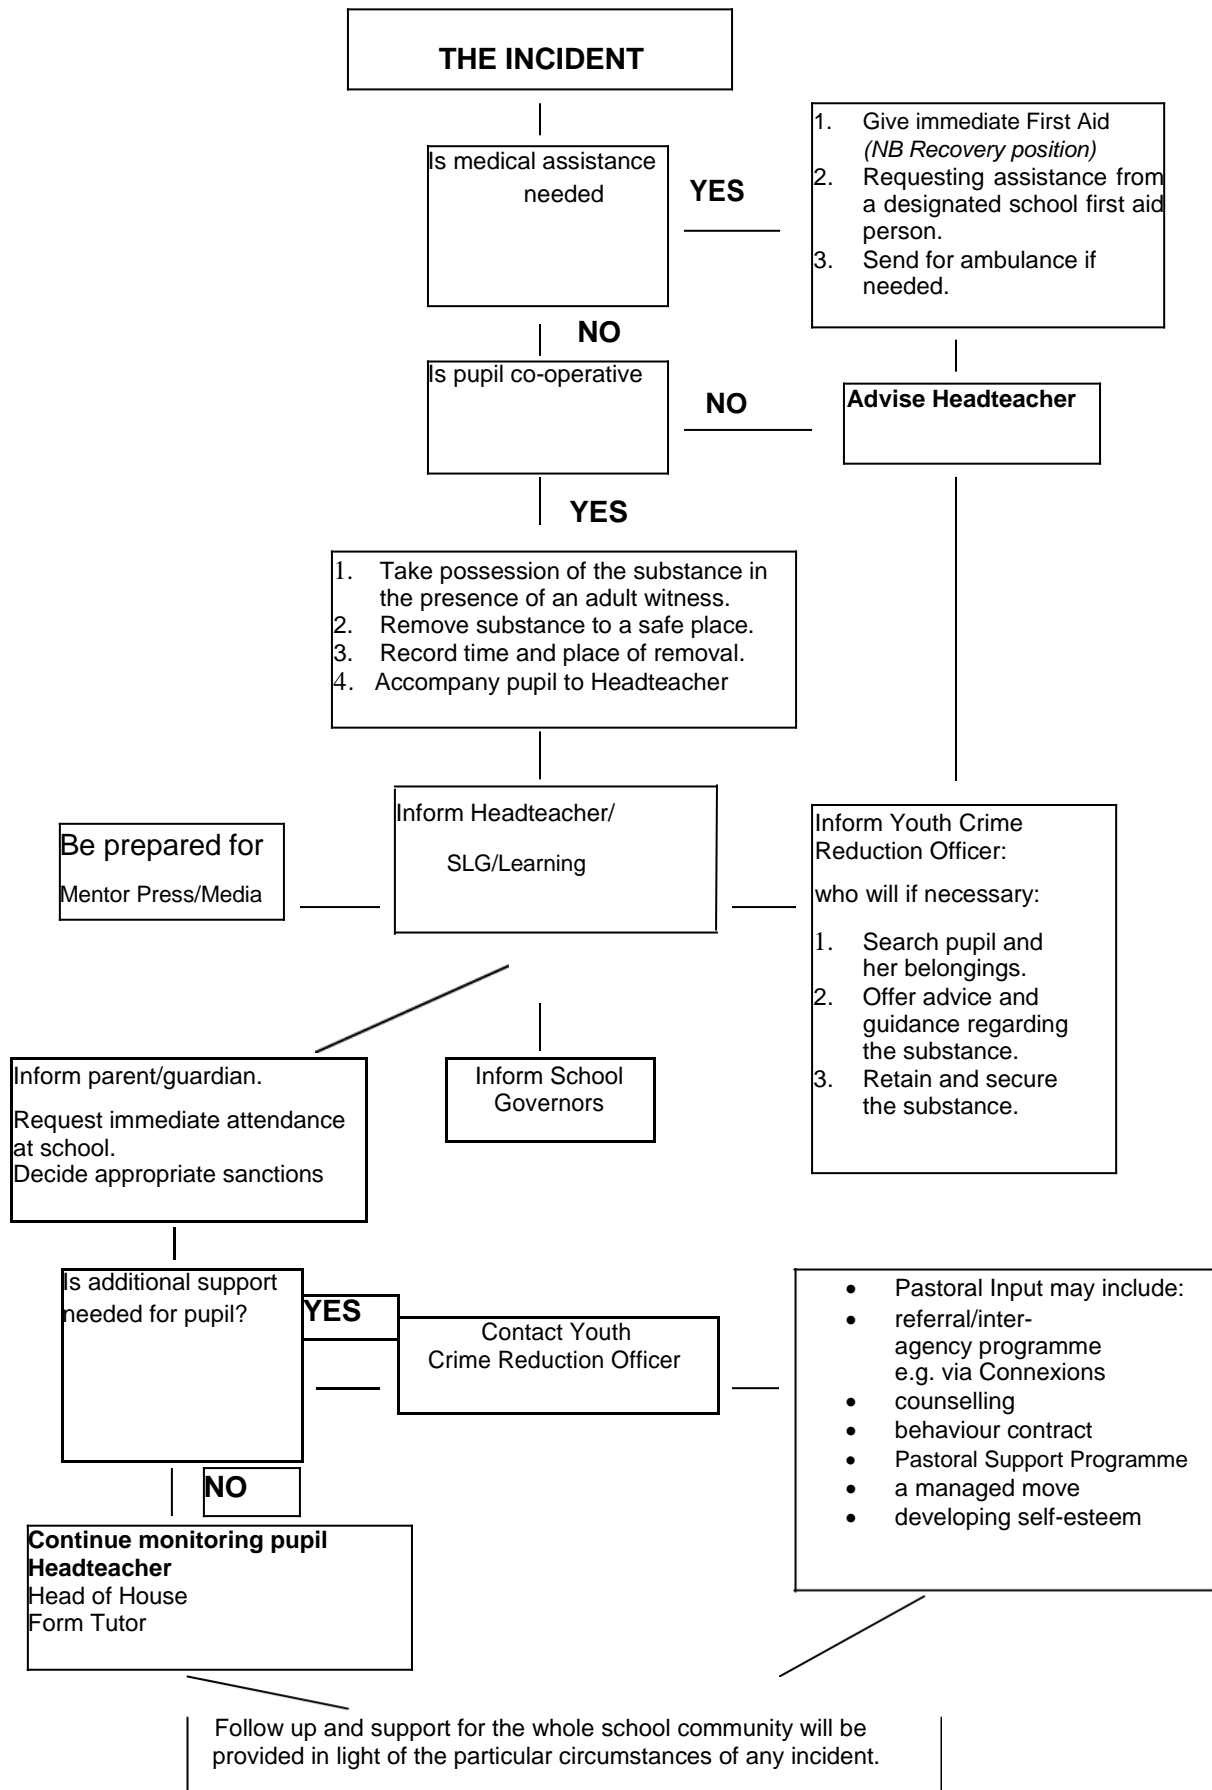 THE INCIDENT
Is medical assistance
needed
YES
1. Give immediate First Aid
(NB Recovery position)
2. Requesting assistance from
a designated school first aid
person.
3. Send for ambulance if
needed.
NO
Is pupil co-operative
NO
Advise Headteacher
YES
1. Take possession of the substance in
the presence of an adult witness.
2. Remove substance to a safe place.
3. Record time and place of removal.
4. Accompany pupil to Headteacher
Be prepared for
Mentor Press/Media
Inform Headteacher/
SLG/Learning
Inform Youth Crime
Reduction Officer:
who will if necessary:
1. Search pupil and
her belongings.
2. Offer advice and
guidance regarding
the substance.
3. Retain and secure
the substance.
Inform parent/guardian.
Request immediate attendance
at school.
Decide appropriate sanctions
Inform School
Governors
Is additional support
needed for pupil?
YES
Contact Youth
Crime Reduction Officer
• Pastoral Input may include:
• referral/inter-
agency programme
e.g. via Connexions
• counselling
• behaviour contract
• Pastoral Support Programme
• a managed move
• developing self-esteem
NO
Continue monitoring pupil
Headteacher
Head of House
Form Tutor
Follow up and support for the whole school community will be
provided in light of the particular circumstances of any incident.